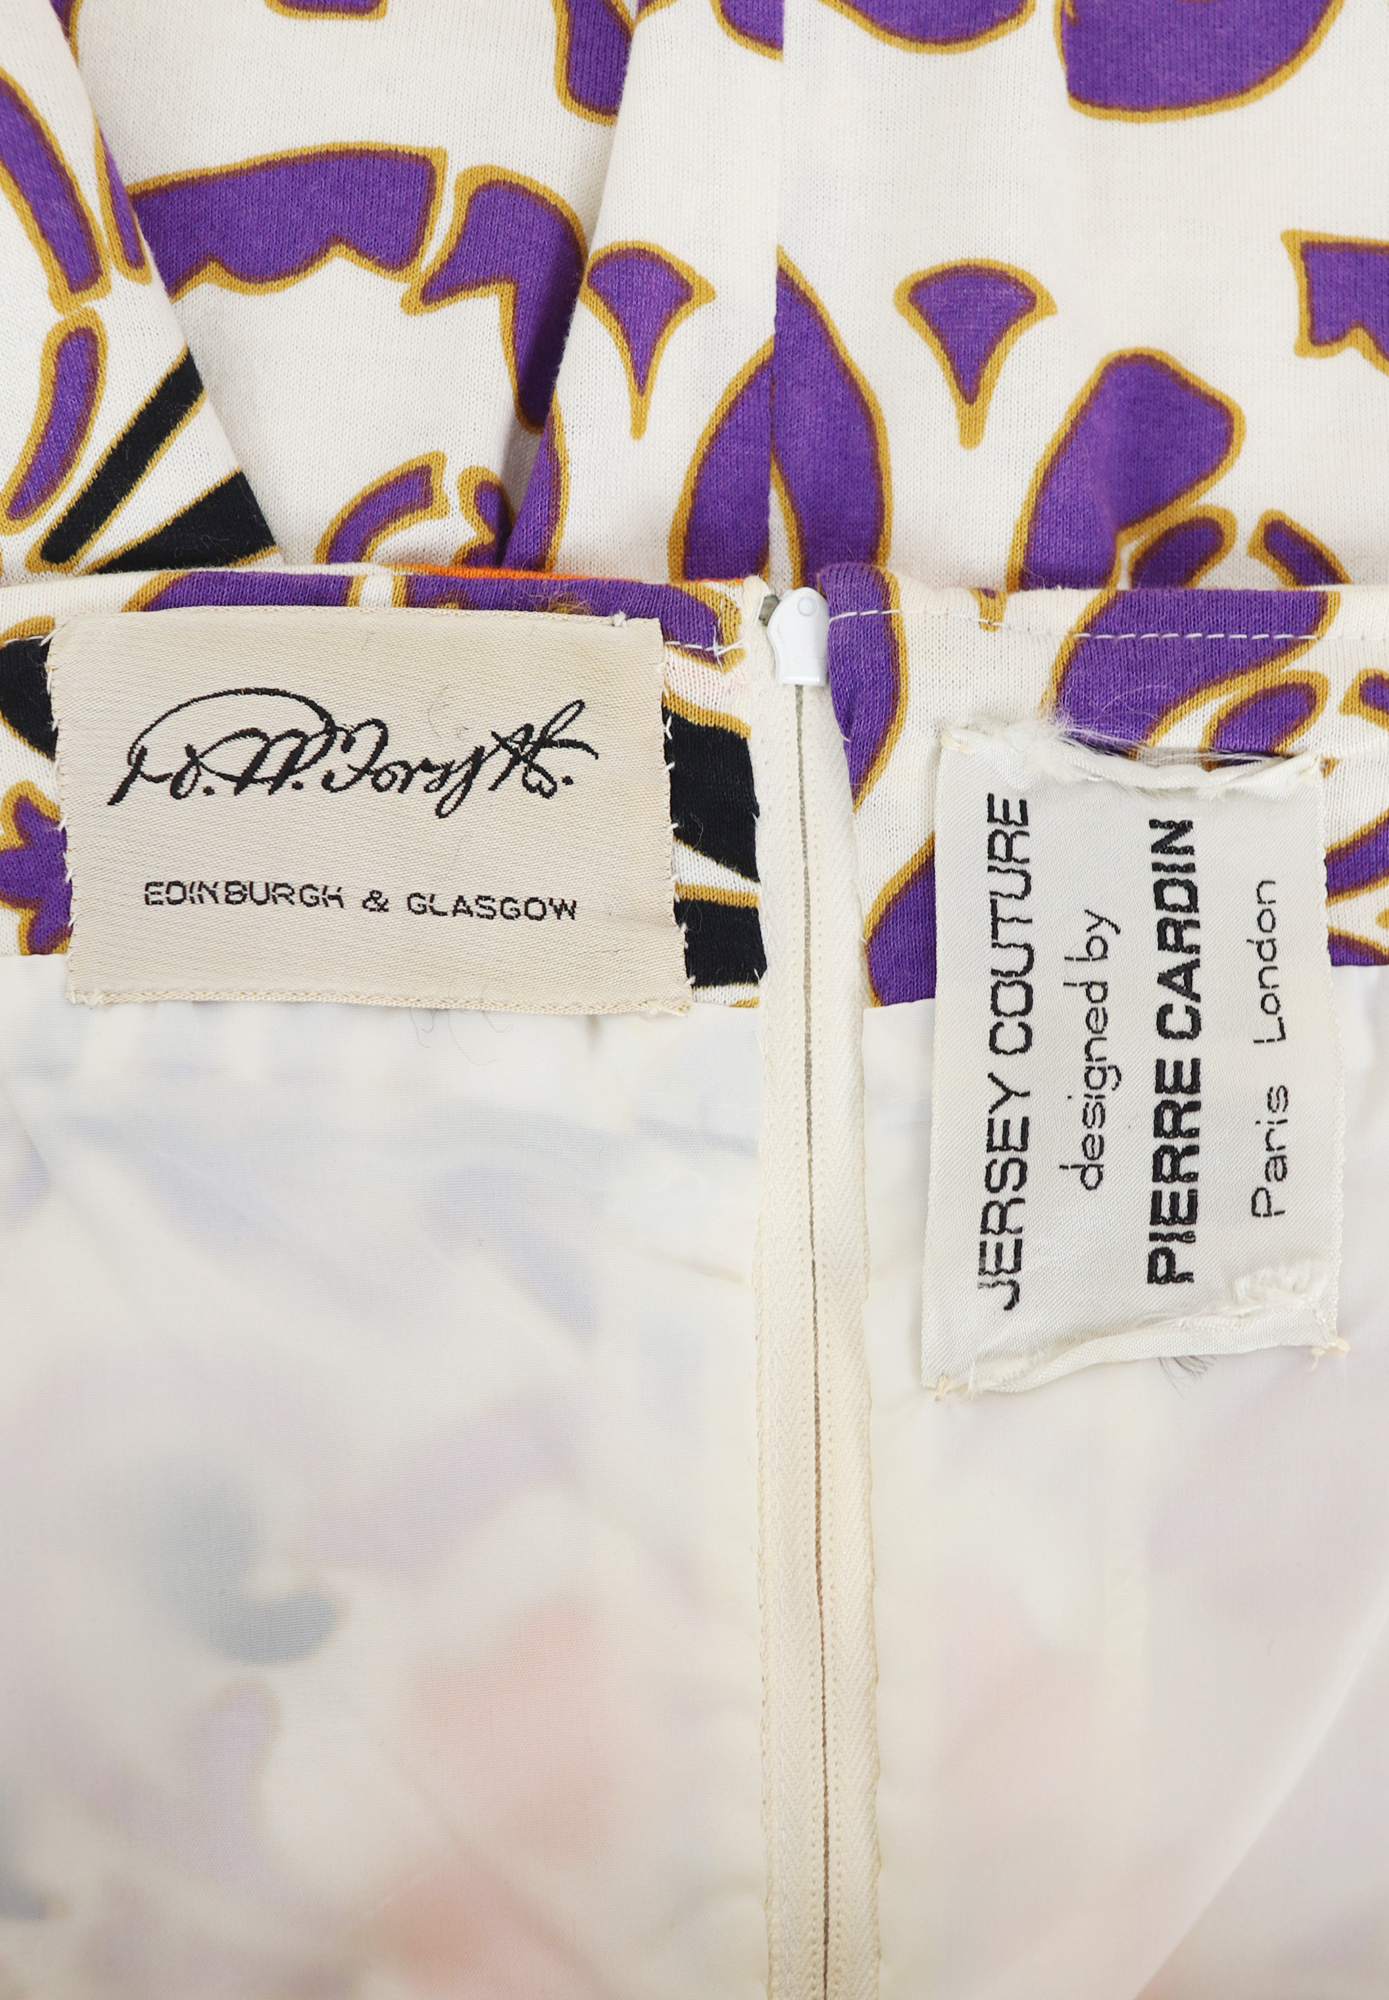 R. W. Forsyth.
EDINBURGH & GLASGOW
JERSEY COUTURE
designed by
PIERRE CARDIN
Paris London